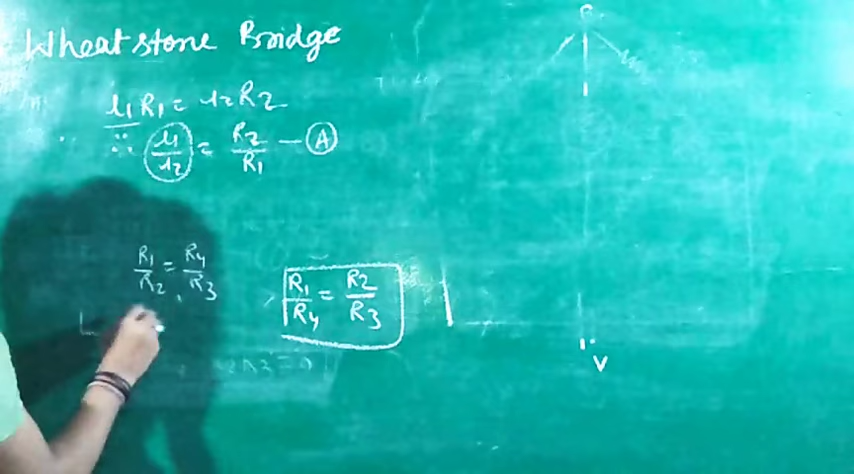 Wheatstone Bridge
i1R1 = i2R2
∴ i1/i2 = R2/R1 — (A)
R1/R2 = R4/R3
R1/R4 = R2/R3
V